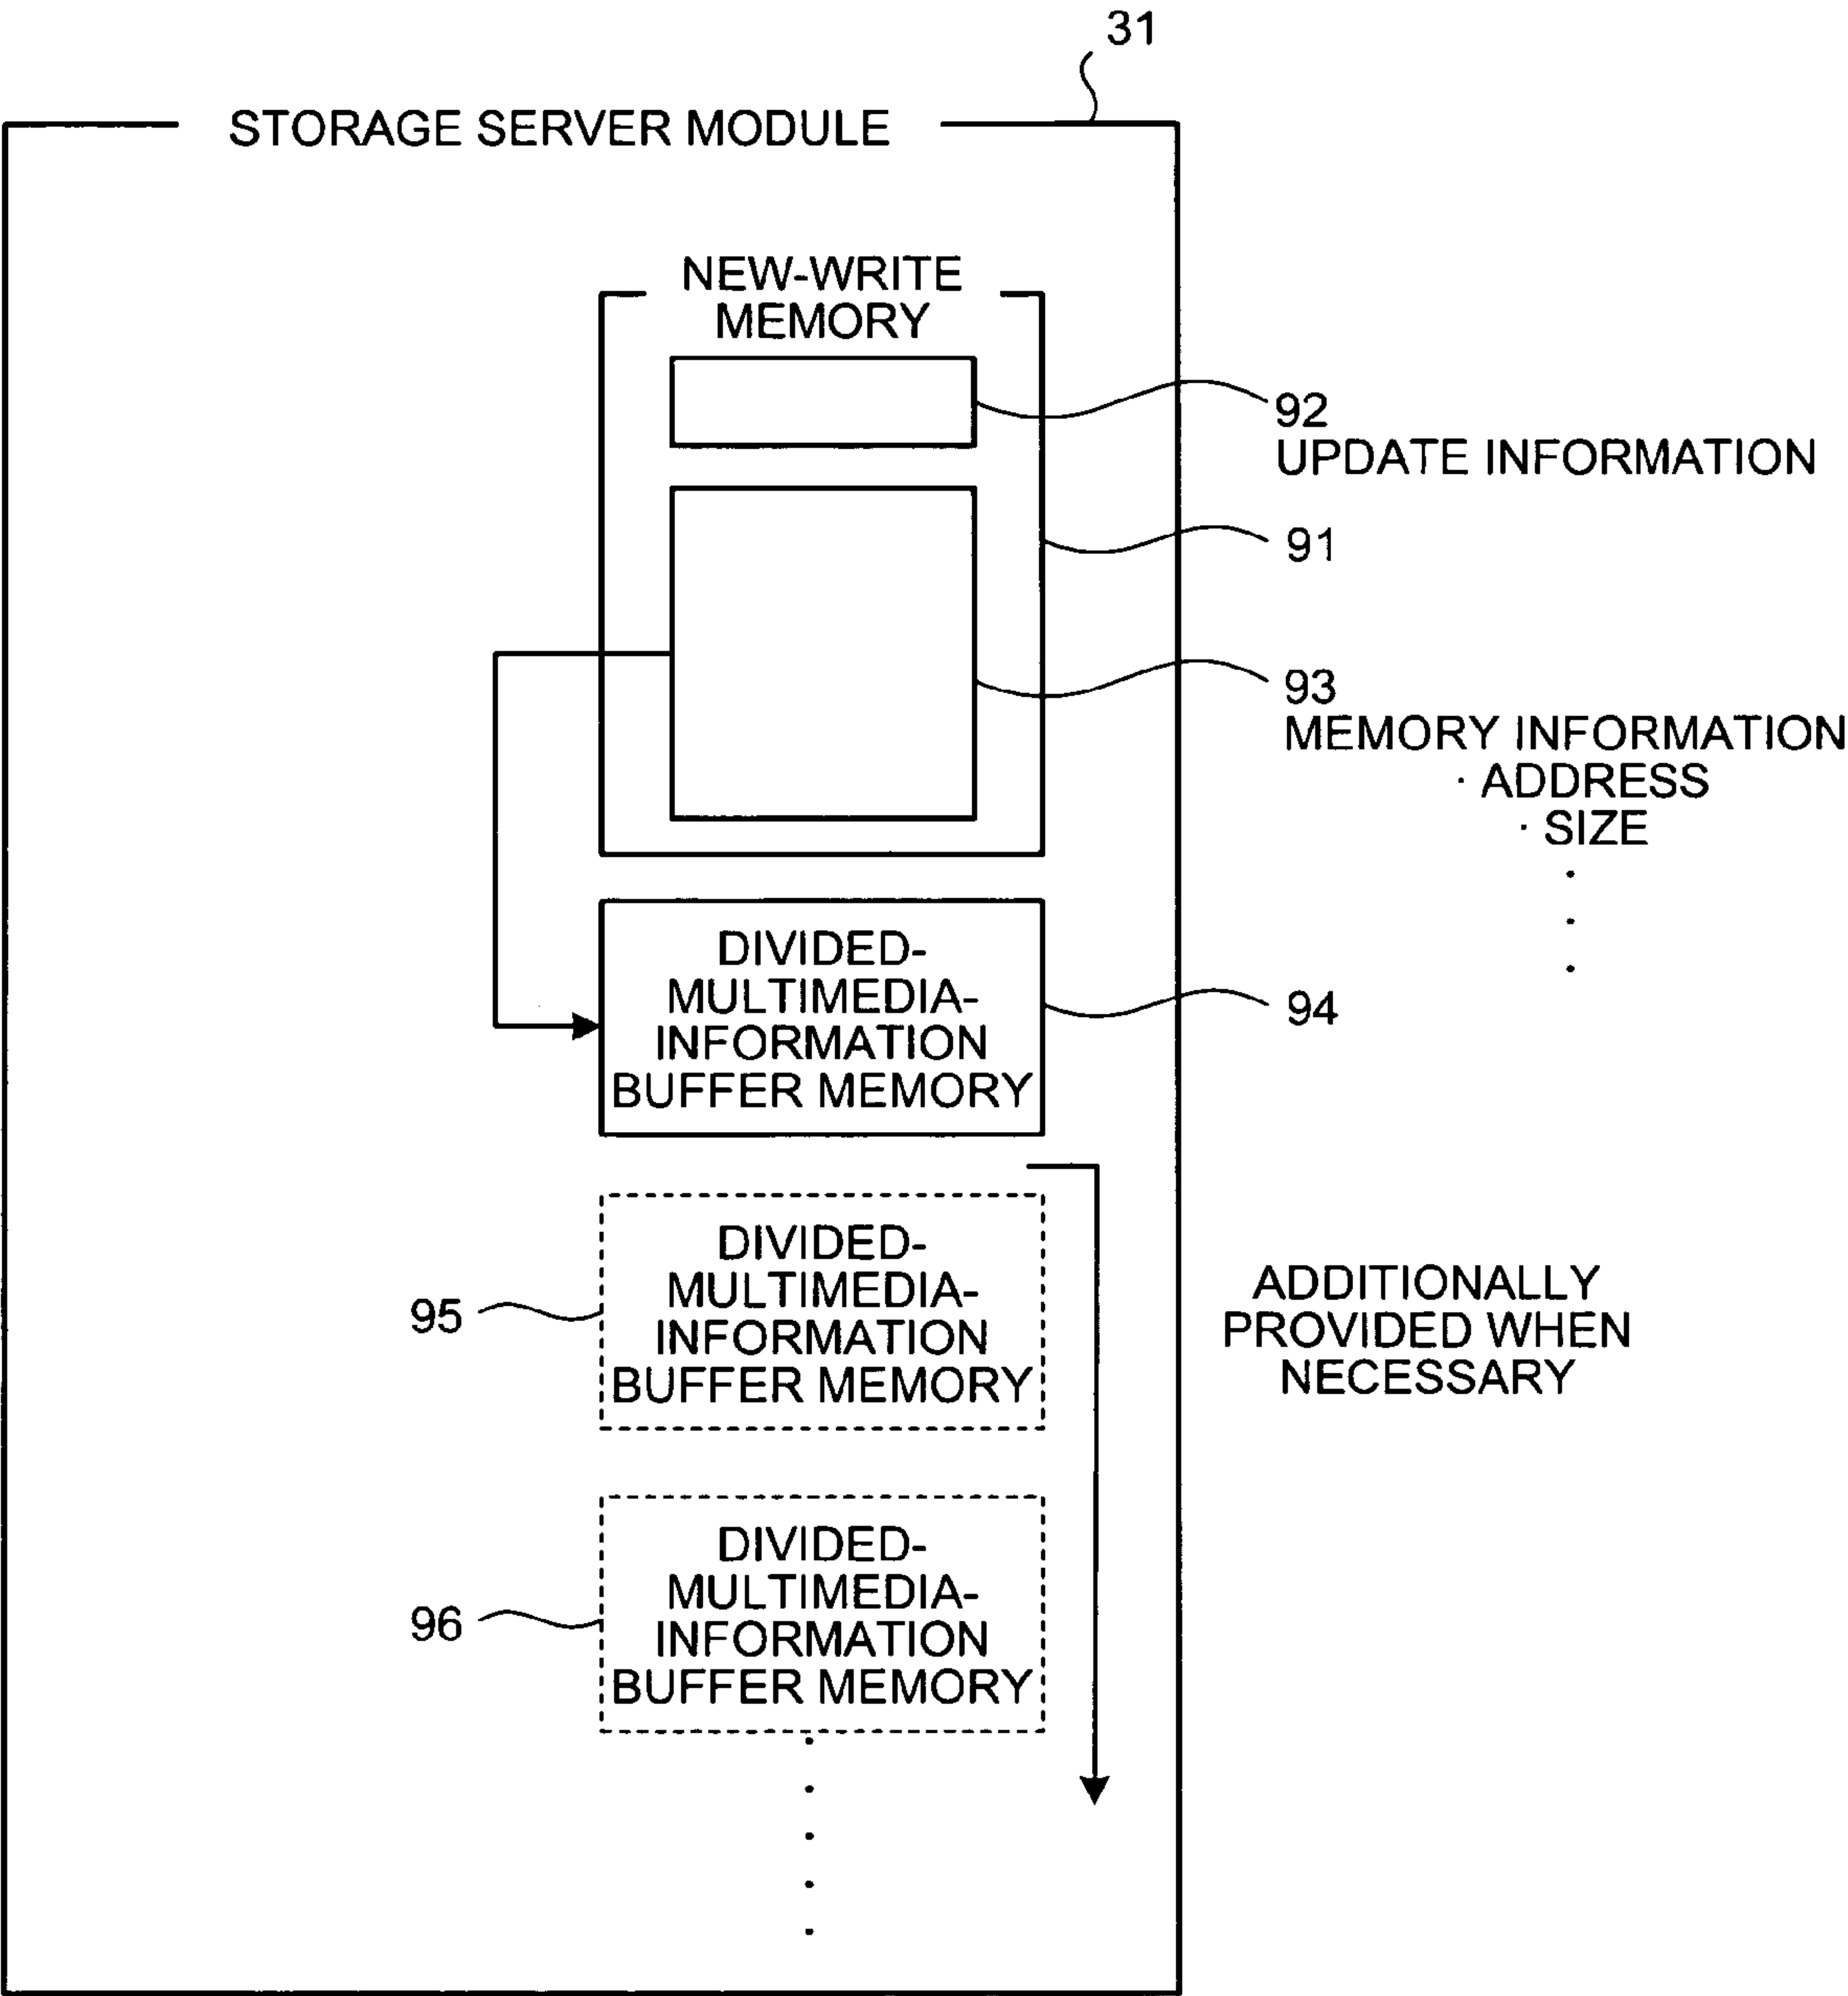 31
STORAGE SERVER MODULE
NEW-WRITE
MEMORY
92
UPDATE INFORMATION
91
93
MEMORY INFORMATION
· ADDRESS
· SIZE
DIVIDED-
MULTIMEDIA-
INFORMATION
BUFFER MEMORY
94
95
DIVIDED-
MULTIMEDIA-
INFORMATION
BUFFER MEMORY
ADDITIONALLY
PROVIDED WHEN
NECESSARY
96
DIVIDED-
MULTIMEDIA-
INFORMATION
BUFFER MEMORY